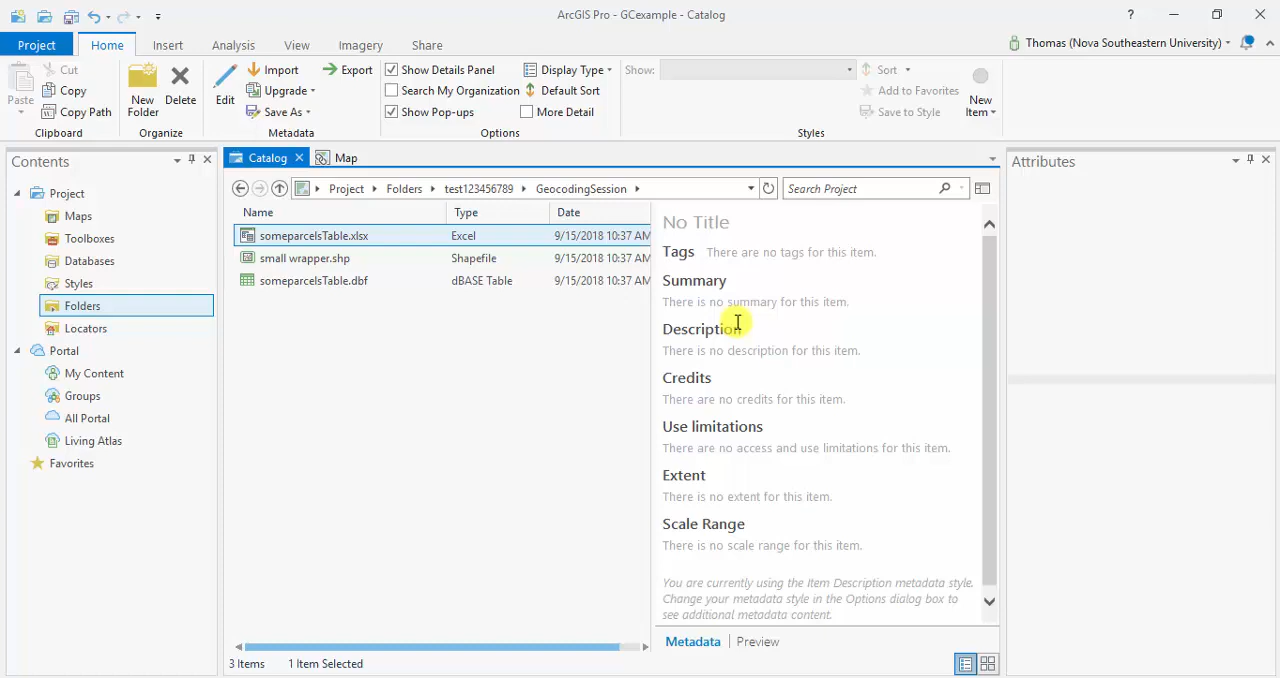 ArcGIS Pro - GCexample - Catalog
?
Project Home Insert Analysis View Imagery Share
Thomas (Nova Southeastern University)
Paste
Cut
Copy
Copy Path
Clipboard
New Folder
Delete
Organize
Edit
Import
Upgrade
Save As
Export
Metadata
Show Details Panel
Search My Organization
Show Pop-ups
Display Type
Default Sort
More Detail
Options
Show:
Sort
Add to Favorites
Save to Style
New Item
Styles
Contents
Project
Maps
Toolboxes
Databases
Styles
Folders
Locators
Portal
My Content
Groups
All Portal
Living Atlas
Favorites
Catalog Map
Project Folders test123456789 GeocodingSession
Search Project
Name Type Date
someparcelsTable.xlsx Excel 9/15/2018 10:37 AM
small wrapper.shp Shapefile 9/15/2018 10:37 AM
someparcelsTable.dbf dBASE Table 9/15/2018 10:37 AM
No Title
Tags There are no tags for this item.
Summary
There is no summary for this item.
Description
There is no description for this item.
Credits
There are no credits for this item.
Use limitations
There are no access and use limitations for this item.
Extent
There is no extent for this item.
Scale Range
There is no scale range for this item.
You are currently using the Item Description metadata style.
Change your metadata style in the Options dialog box to
see additional metadata content.
Metadata Preview
3 Items 1 Item Selected
Attributes